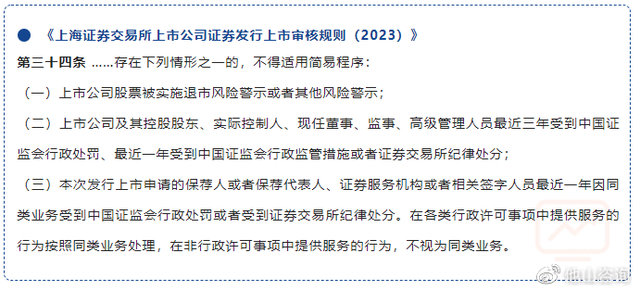 《上海证券交易所上市公司证券发行上市审核规则（2023）》
第三十四条 ……存在下列情形之一的，不得适用简易程序：
（一）上市公司股票被实施退市风险警示或者其他风险警示；
（二）上市公司及其控股股东、实际控制人、现任董事、监事、高级管理人员最近三年受到中国证
监会行政处罚、最近一年受到中国证监会行政监管措施或者证券交易所纪律处分；
（三）本次发行上市申请的保荐人或者保荐代表人、证券服务机构或者相关签字人员最近一年因同
类业务受到中国证监会行政处罚或者受到证券交易所纪律处分。在各类行政许可事项中提供服务的
行为按照同类业务处理，在非行政许可事项中提供服务的行为，不视为同类业务。
@他山咨询